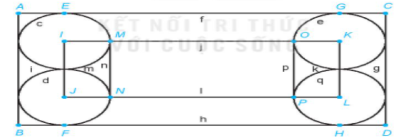 A E f G C
c e
KẾT NỐI TRI THỨC
I M O K
VỚI CUỘC SỐNG
j
i m n p k g
d q
J N l P L
h
B F H D